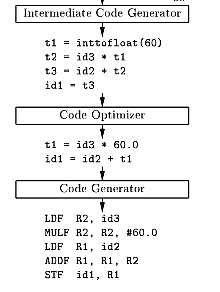 Intermediate Code Generator
t1 = inttofloat(60)
t2 = id3 * t1
t3 = id2 + t2
id1 = t3
Code Optimizer
t1 = id3 * 60.0
id1 = id2 + t1
Code Generator
LDF R2, id3
MULF R2, R2, #60.0
LDF R1, id2
ADDF R1, R1, R2
STF id1, R1